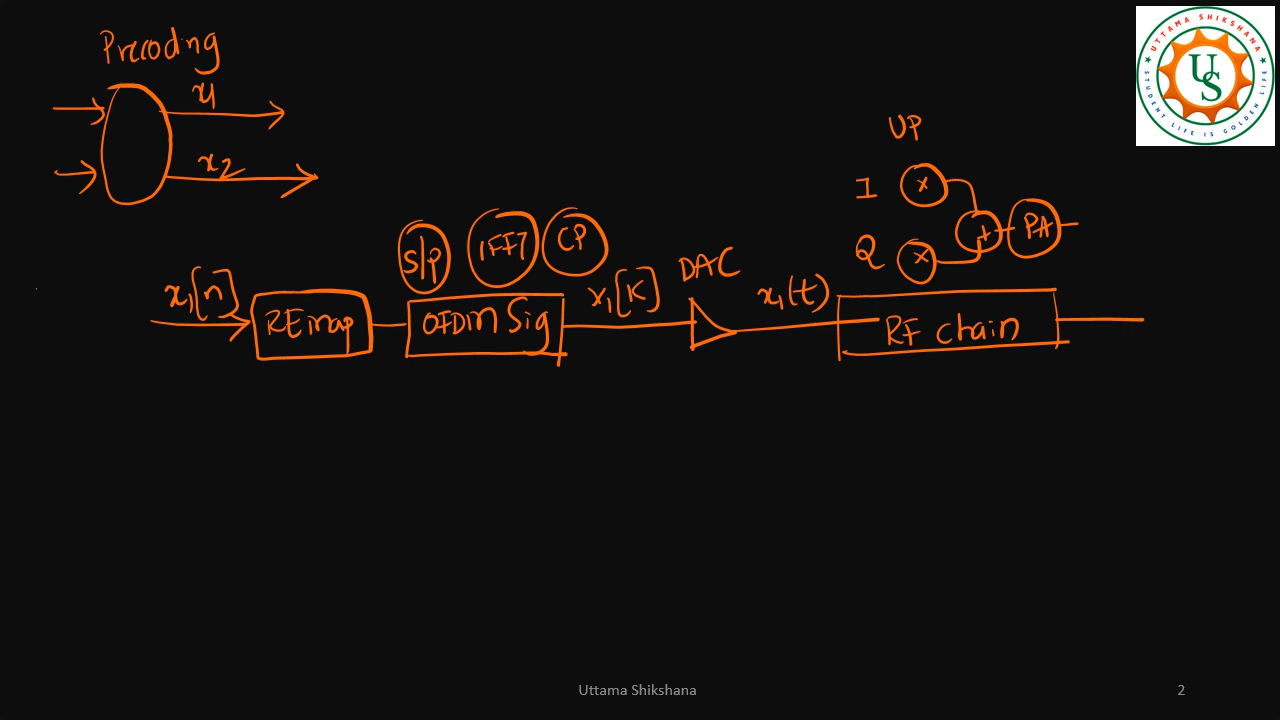 Precoding
x1
x2
UP
I
Q
PA
S/P
IFFT
CP
x1[n]
REmap
OFDM Sig
x1[K]
DAC
x1(t)
RF chain
UTTAMA SHIKSHANA
US
STUDENT LIFE IS GOLDEN LIFE
Uttama Shikshana
2